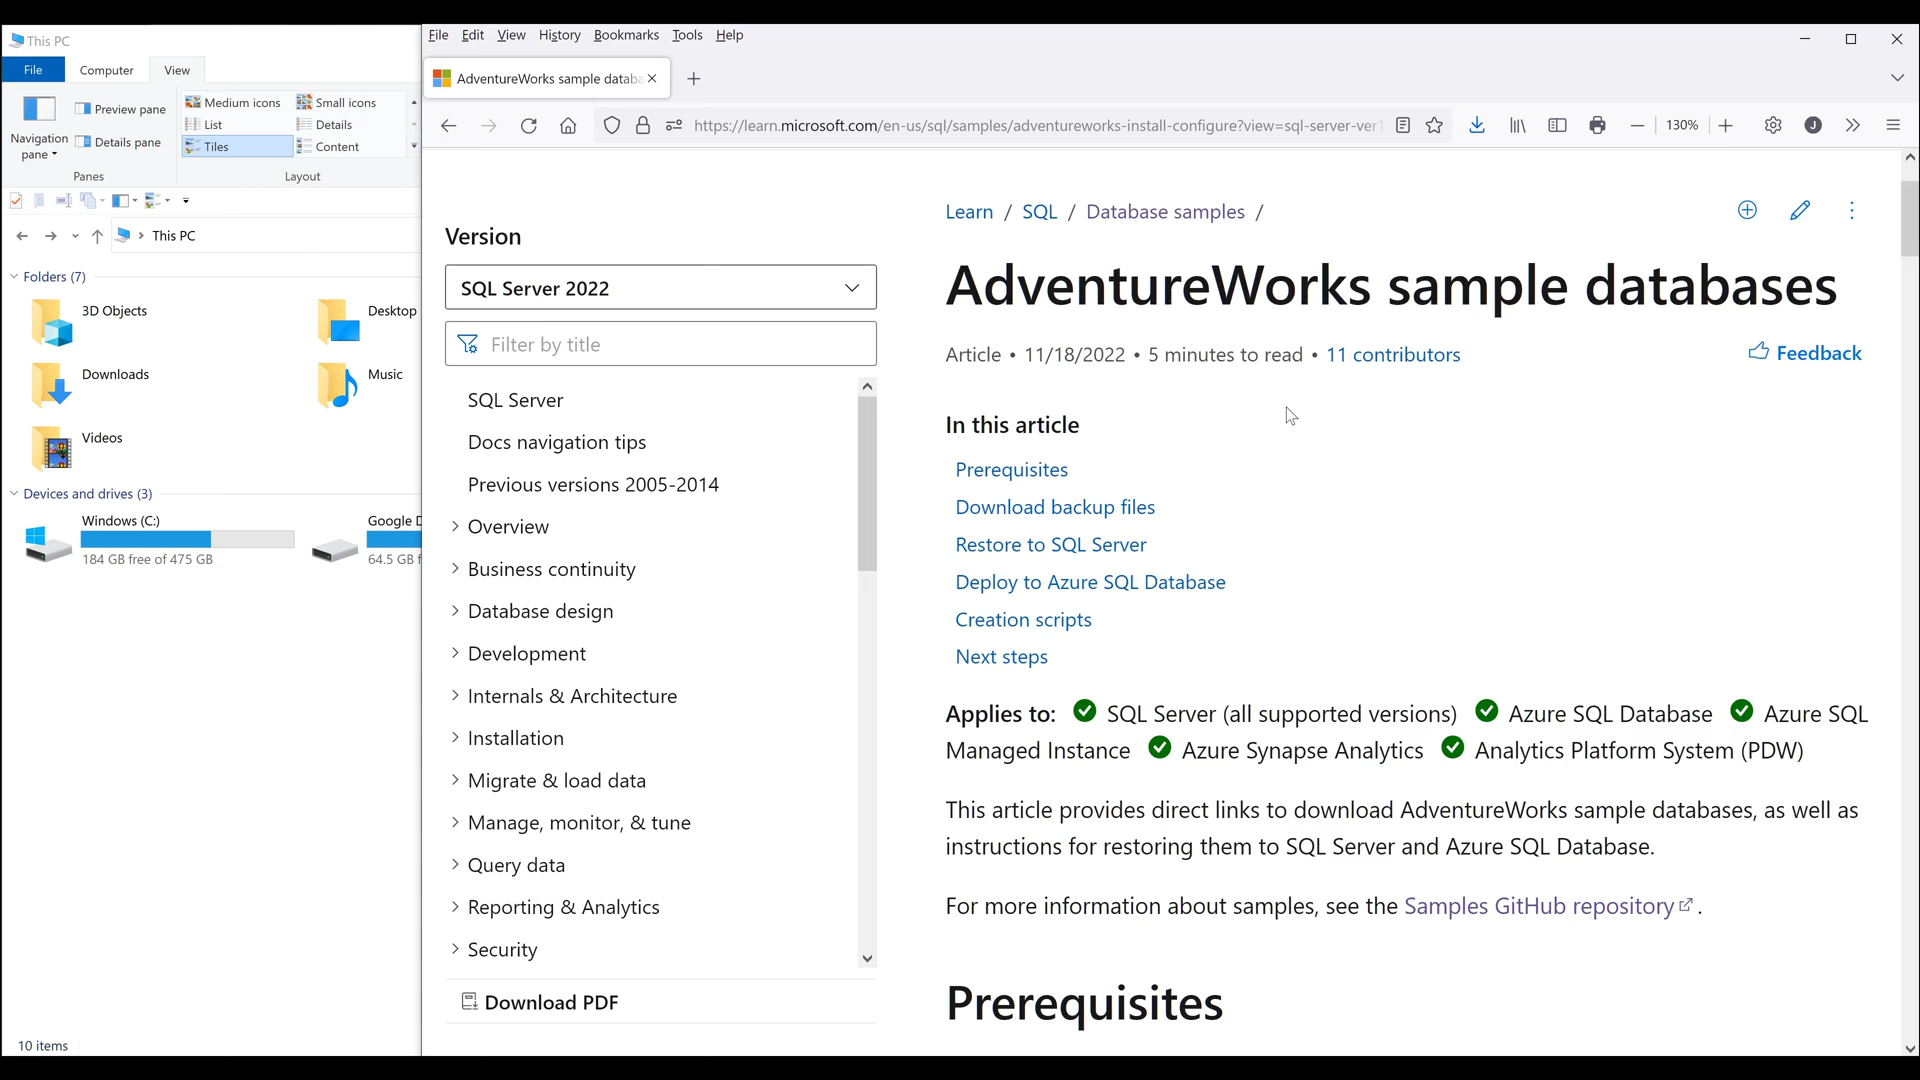 This PC
File
Computer
View
Navigation
pane
Preview pane
Details pane
Panes
Medium icons
Small icons
List
Details
Tiles
Content
Layout
This PC
Folders (7)
3D Objects
Desktop
Downloads
Music
Videos
Devices and drives (3)
Windows (C:)
184 GB free of 475 GB
Google D
64.5 GB f
10 items
File Edit View History Bookmarks Tools Help
AdventureWorks sample databa
https://learn.microsoft.com/en-us/sql/samples/adventureworks-install-configure?view=sql-server-ver1
130%
J
Version
SQL Server 2022
Filter by title
SQL Server
Docs navigation tips
Previous versions 2005-2014
Overview
Business continuity
Database design
Development
Internals & Architecture
Installation
Migrate & load data
Manage, monitor, & tune
Query data
Reporting & Analytics
Security
Download PDF
Learn / SQL / Database samples /
AdventureWorks sample databases
Article • 11/18/2022 • 5 minutes to read • 11 contributors
Feedback
In this article
Prerequisites
Download backup files
Restore to SQL Server
Deploy to Azure SQL Database
Creation scripts
Next steps
Applies to: SQL Server (all supported versions) Azure SQL Database Azure SQL
Managed Instance Azure Synapse Analytics Analytics Platform System (PDW)
This article provides direct links to download AdventureWorks sample databases, as well as
instructions for restoring them to SQL Server and Azure SQL Database.
For more information about samples, see the Samples GitHub repository.
Prerequisites